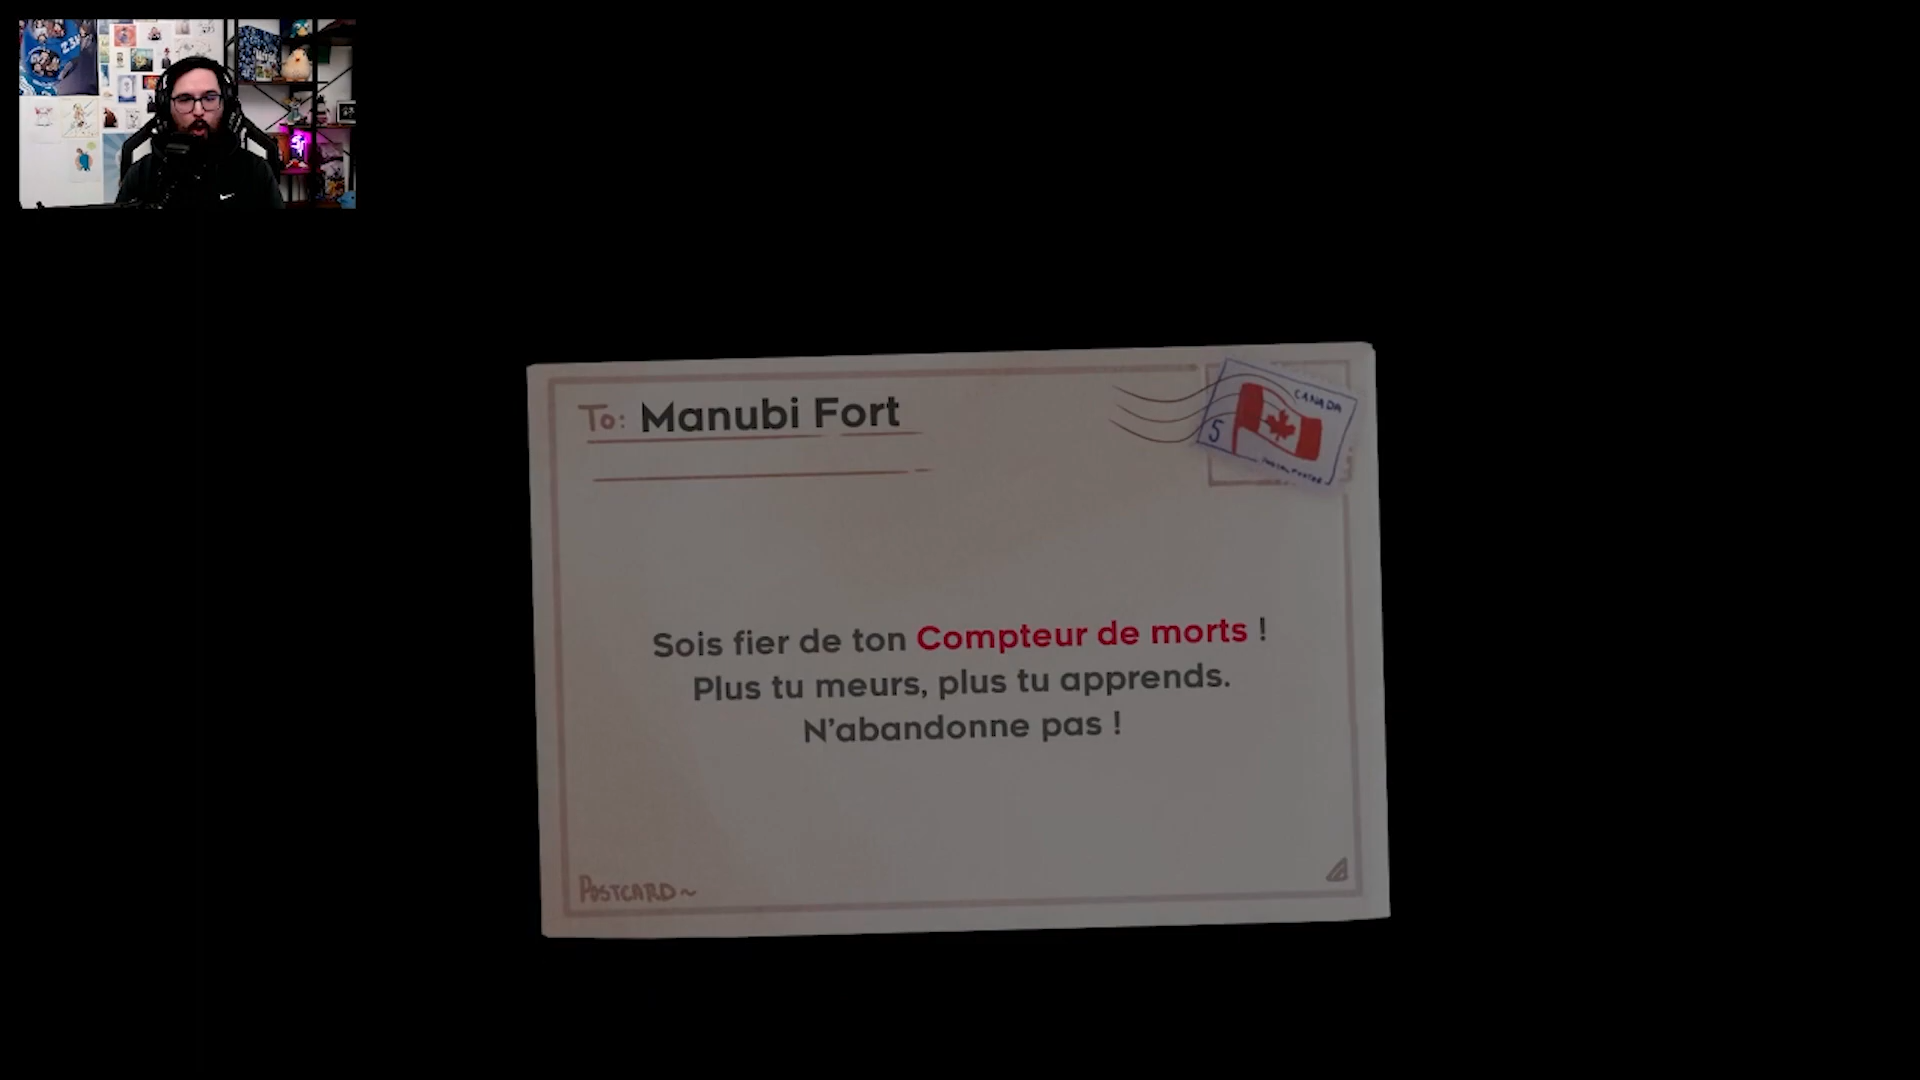 To: Manubi Fort
CANADA
5
Sois fier de ton Compteur de morts !
Plus tu meurs, plus tu apprends.
N'abandonne pas !
POSTCARD~